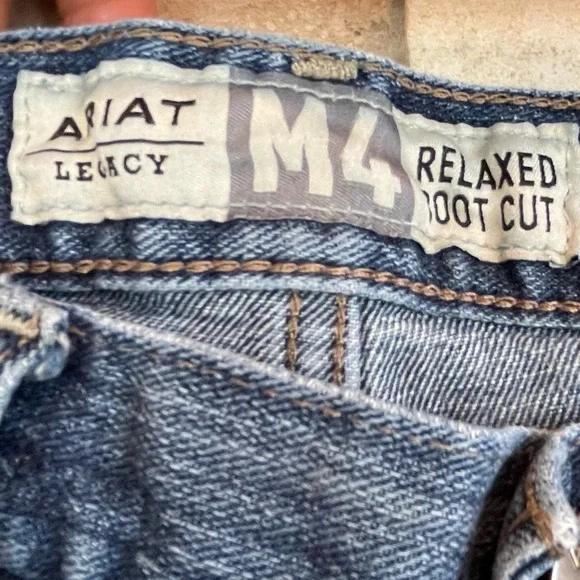 ARIAT
LEGACY
M4
RELAXED
BOOT CUT